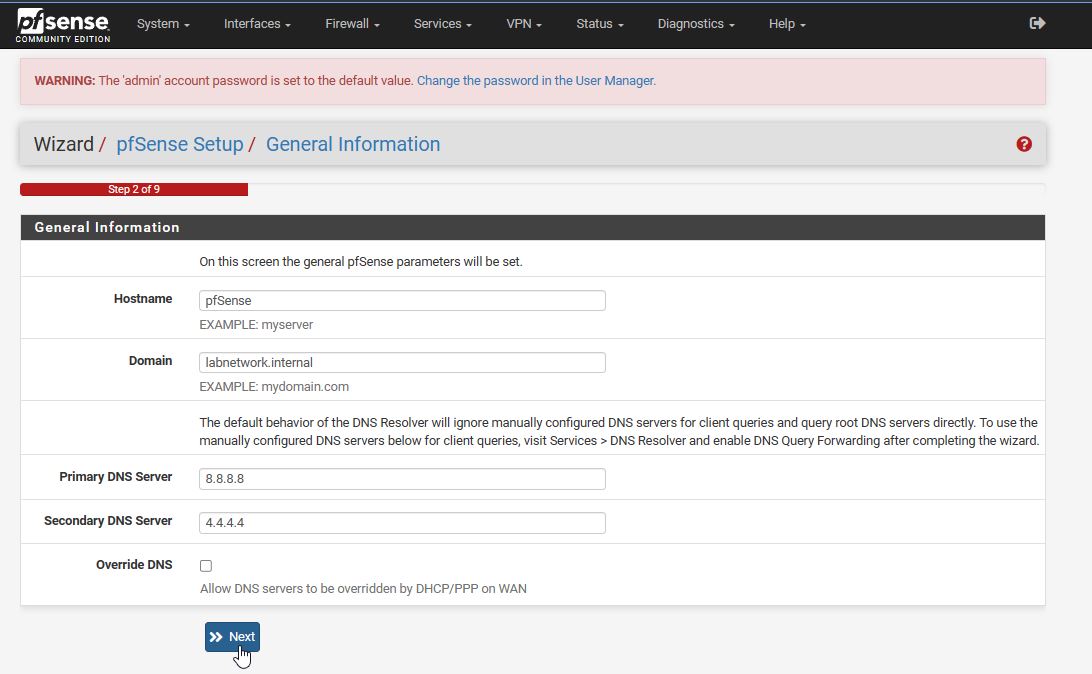 pfsense
COMMUNITY EDITION
System Interfaces Firewall Services VPN Status Diagnostics Help
WARNING: The 'admin' account password is set to the default value. Change the password in the User Manager.
Wizard / pfSense Setup / General Information
Step 2 of 9
General Information
On this screen the general pfSense parameters will be set.
Hostname pfSense
EXAMPLE: myserver
Domain labnetwork.internal
EXAMPLE: mydomain.com
The default behavior of the DNS Resolver will ignore manually configured DNS servers for client queries and query root DNS servers directly. To use the
manually configured DNS servers below for client queries, visit Services > DNS Resolver and enable DNS Query Forwarding after completing the wizard.
Primary DNS Server 8.8.8.8
Secondary DNS Server 4.4.4.4
Override DNS
Allow DNS servers to be overridden by DHCP/PPP on WAN
Next